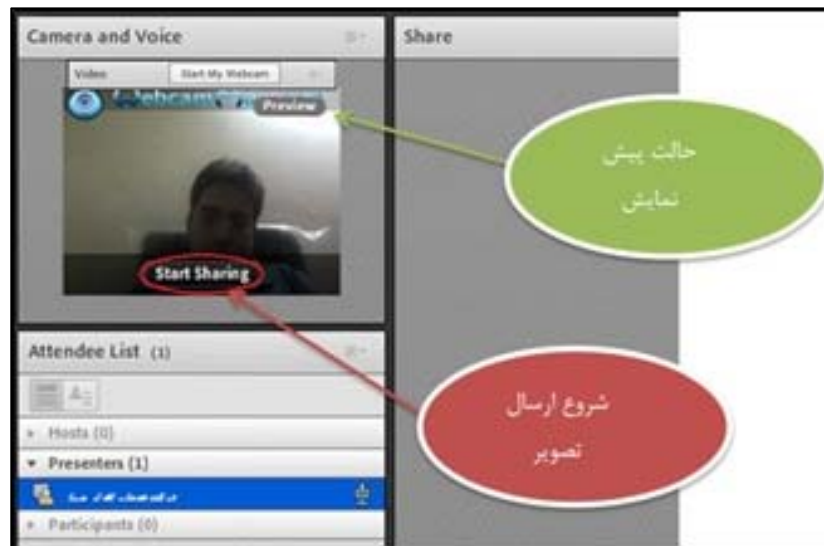 Camera and Voice
Share
Video
Start My Webcam
Preview
Start Sharing
حالت پیش
نمایش
Attendee List (1)
Hosts (0)
Presenters (1)
Participants (0)
شروع ارسال
تصویر